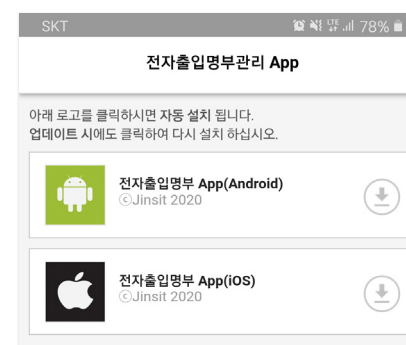 SKT LTE 78%
전자출입명부관리 App
아래 로고를 클릭하시면 자동 설치 됩니다.
업데이트 시에도 클릭하여 다시 설치 하십시오.
전자출입명부 App(Android)
ⓒJinsit 2020
전자출입명부 App(iOS)
ⓒJinsit 2020